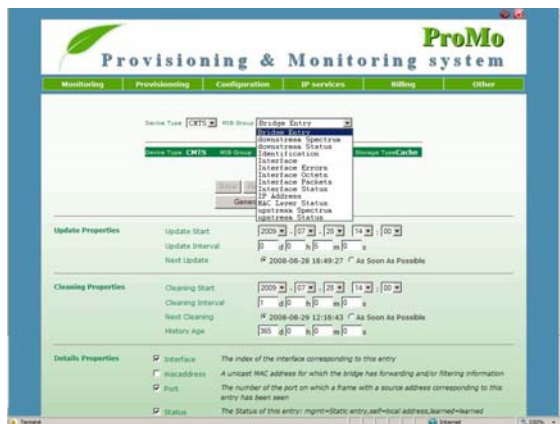 ProMo
Provisioning & Monitoring system
Monitoring Provisionning Configuration IP services Billing Other
Device Type CMTS MIB Group Bridge Entry
Bridge Entry
downstream Spectrum
downstream Status
Identification
Interface
Interface Errors
Interface Octets
Interface Packets
Interface Status
IP Address
MAC Layer Status
upstream Spectrum
upstream Status
Device Type CMTS MIB Group Storage Type Cache
Gener
Update Properties
Update Start 2009 - 07 - 28 14 : 00
Update Interval 0 d 0 h 5 m 0 s
Next Update 2008-08-28 18:49:27 As Soon As Possible
Cleaning Properties
Cleaning Start 2009 - 07 - 28 14 : 00
Cleaning Interval 1 d 0 h 0 m 0 s
Next Cleaning 2008-08-29 12:16:43 As Soon As Possible
History Age 365 d 0 h 0 m 0 s
Details Properties
Interface The index of the interface corresponding to this entry
macaddress A unicast MAC address for which the bridge has forwarding and/or filtering information
Port The number of the port on which a frame with a source address corresponding to this entry has been seen
Status The Status of this entry: mgmt=Static entry,self=local address,learned=learned
Terminé Internet 100%